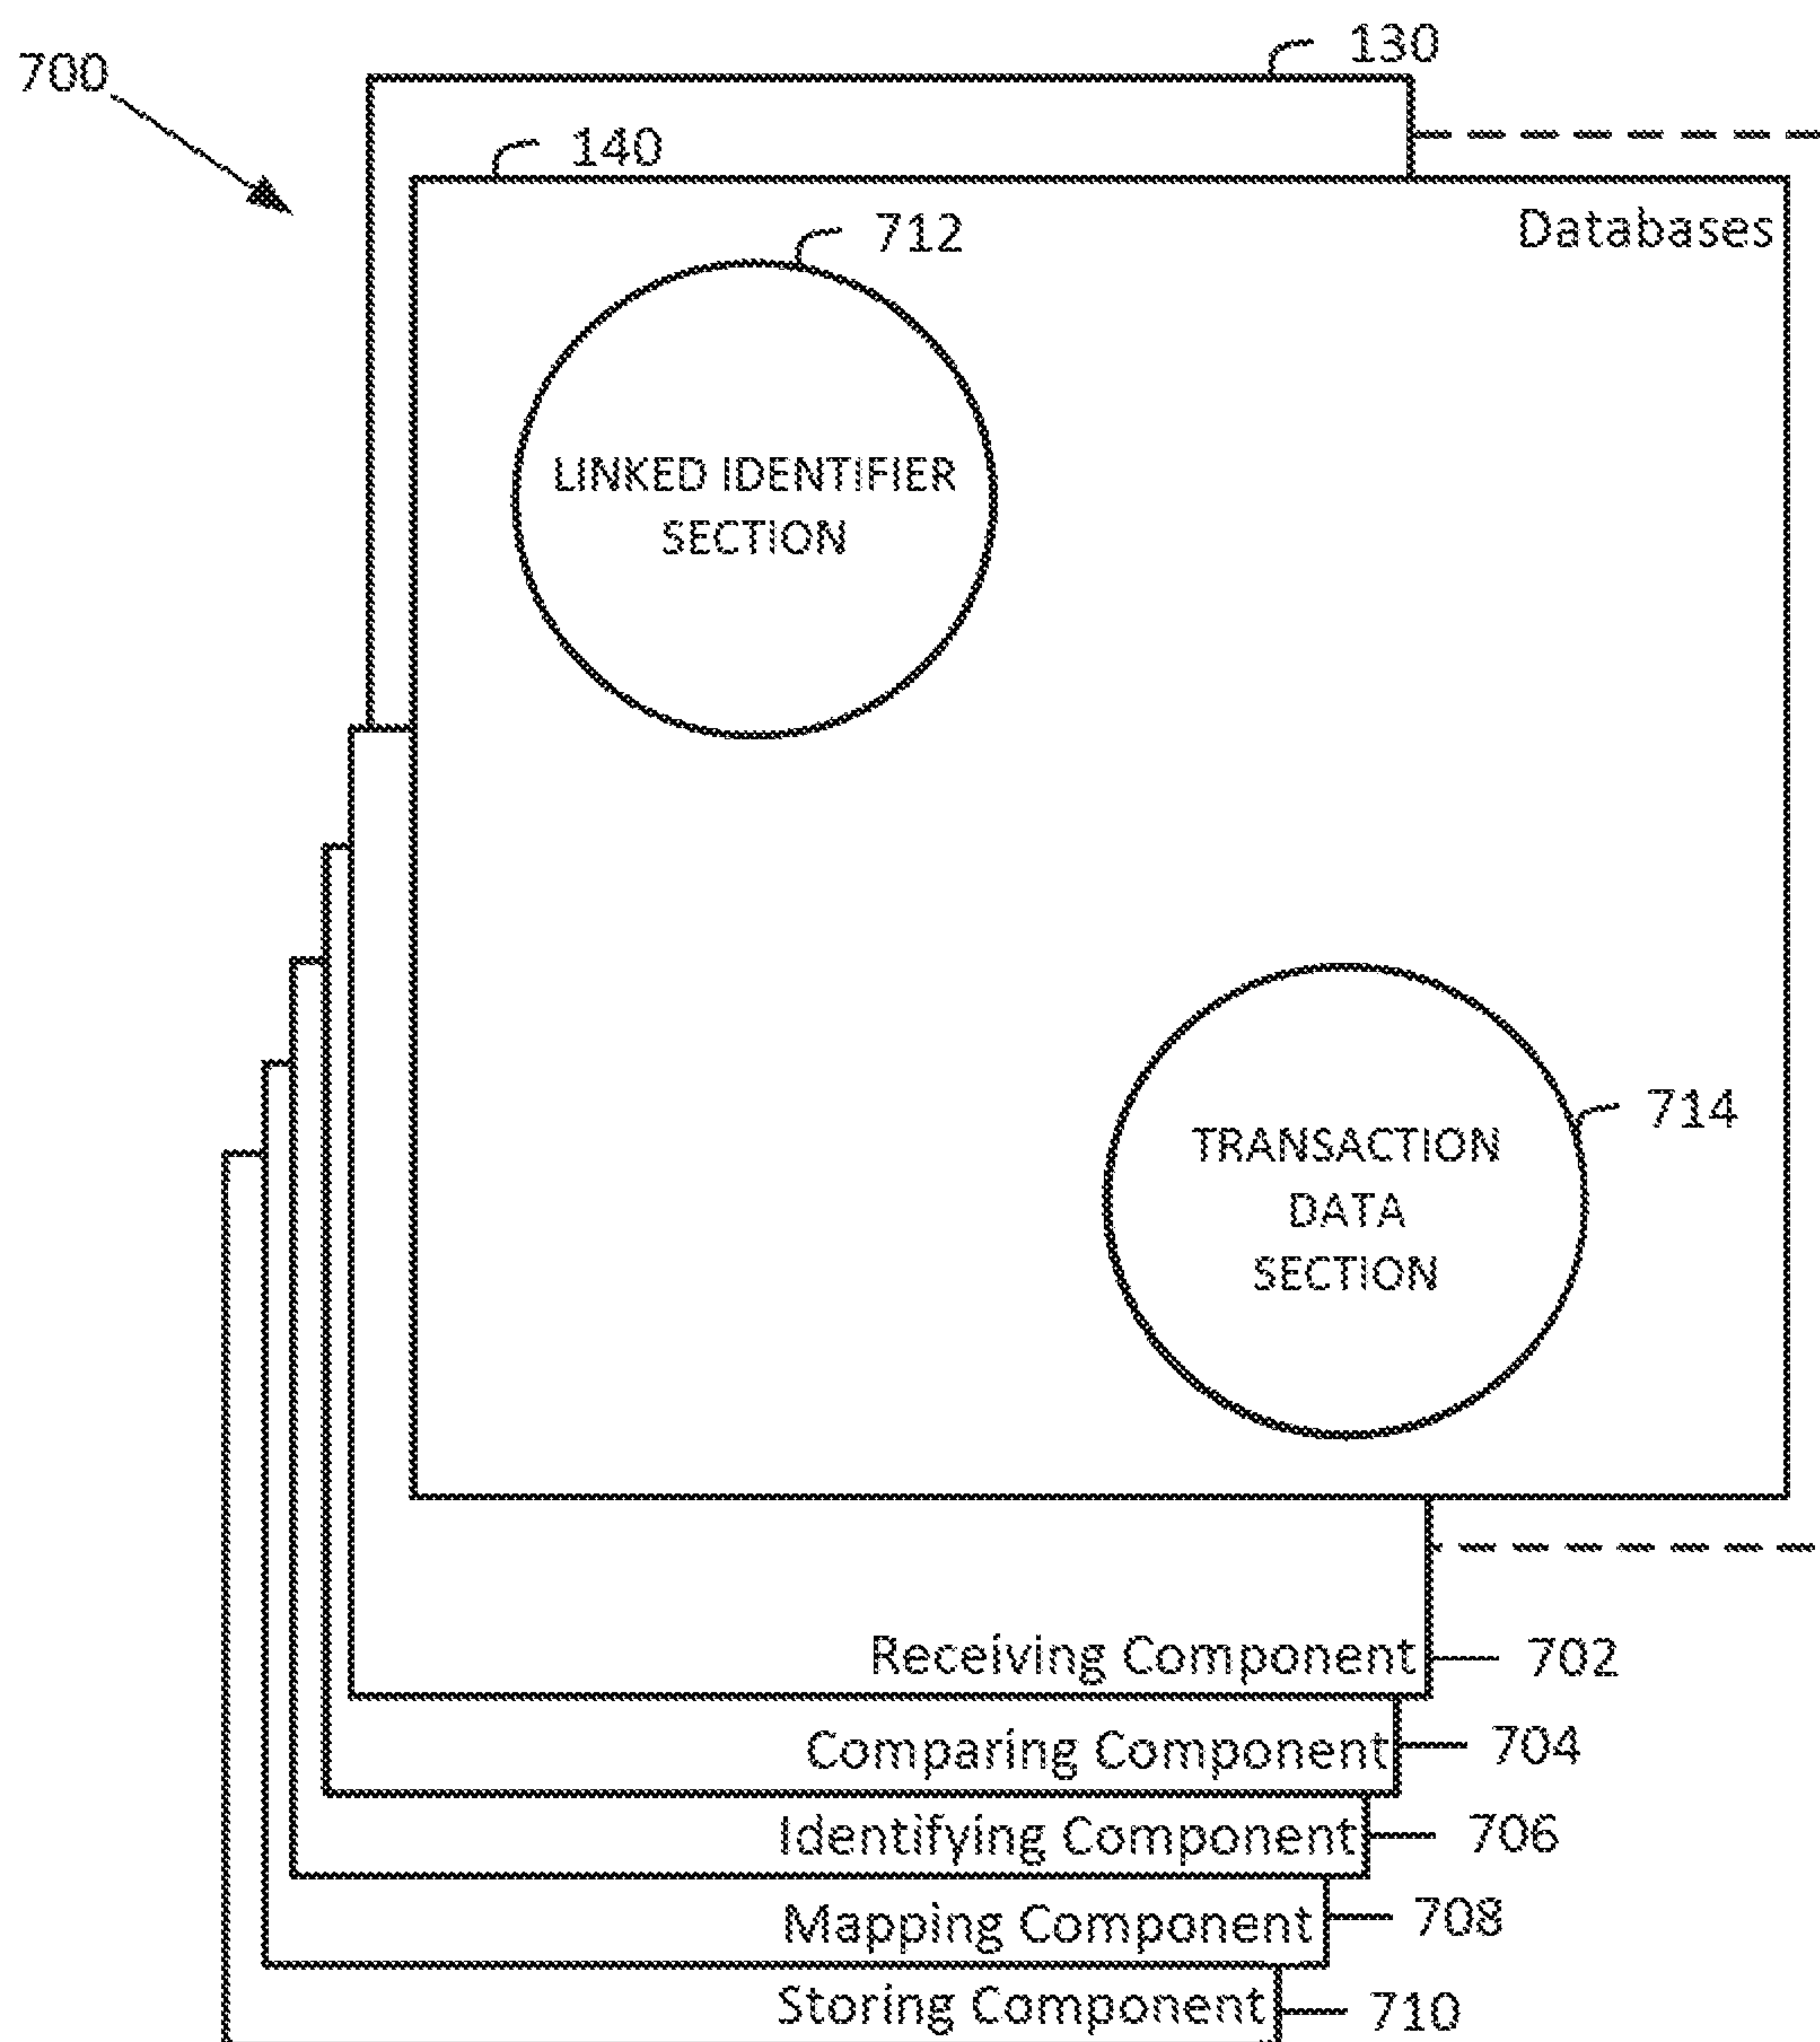 130
700
140
Databases
712
LINKED IDENTIFIER
SECTION
714
TRANSACTION
DATA
SECTION
Receiving Component
702
Comparing Component
704
Identifying Component
706
Mapping Component
708
Storing Component
710